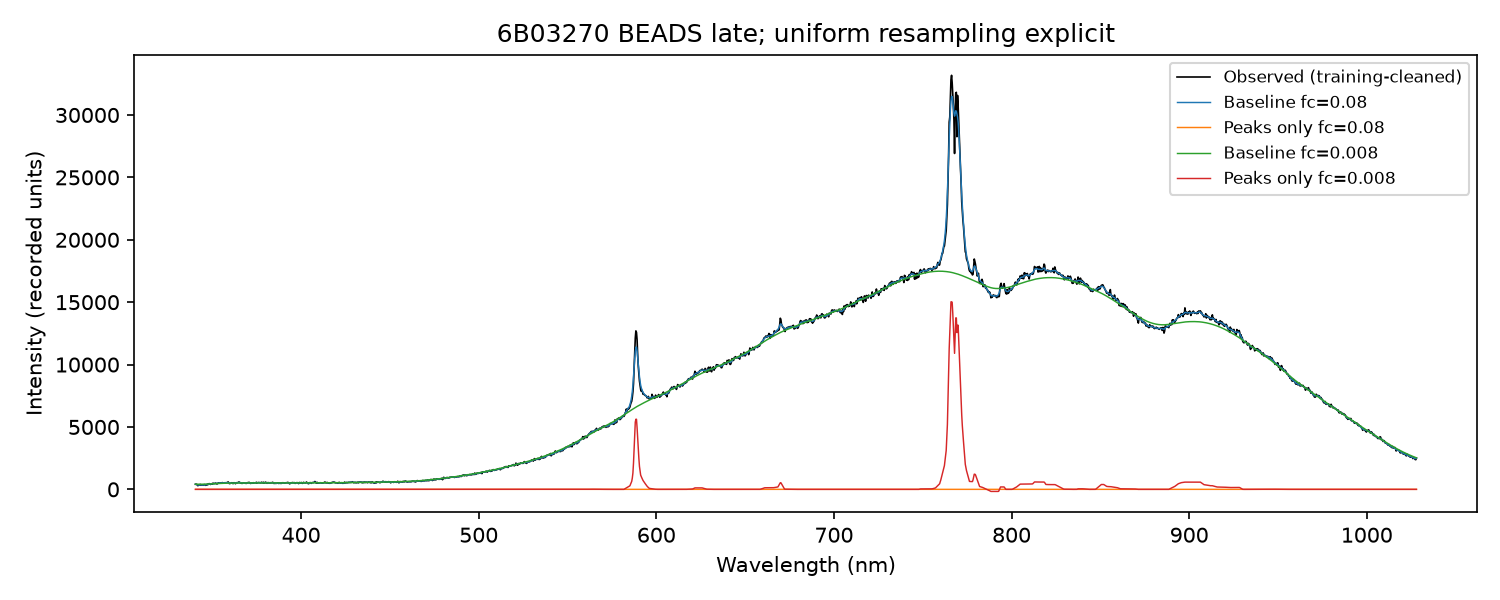 6B03270 BEADS late; uniform resampling explicit
Observed (training-cleaned)
Baseline fc=0.08
Peaks only fc=0.08
Baseline fc=0.008
Peaks only fc=0.008
Intensity (recorded units)
30000
25000
20000
15000
10000
5000
0
400 500 600 700 800 900 1000
Wavelength (nm)